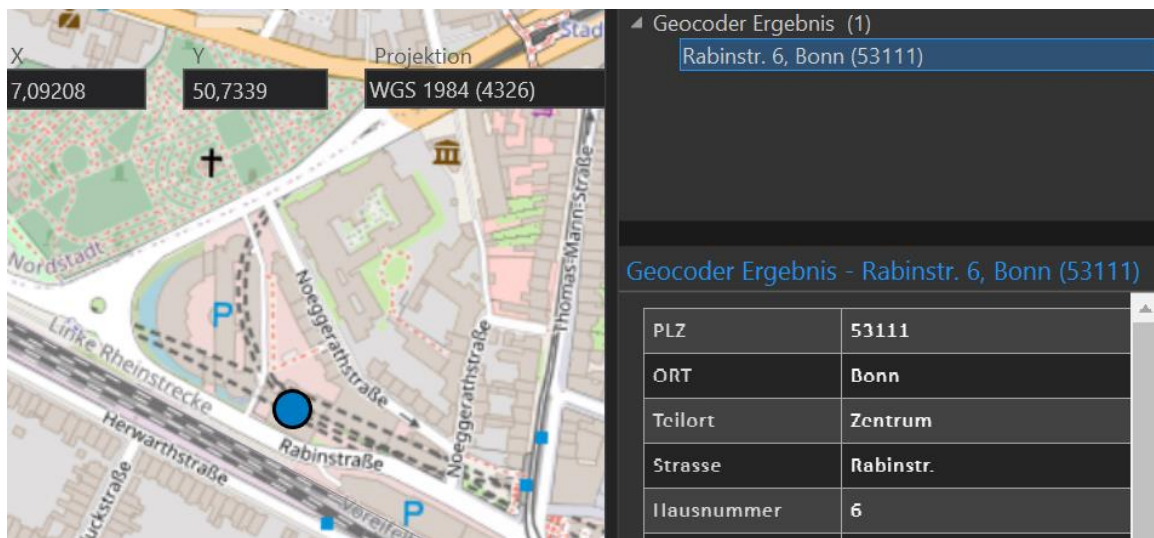 Stad
X
Y
Projektion
7,09208
50,7339
WGS 1984 (4326)
Nordstadt
P
Linke Rheinstrecke
Noeggerathstraße
Noeggerathstraße
Thomas-Mann-Straße
Rabinstraße
Herwarthstraße
P
Geocoder Ergebnis (1)
Rabinstr. 6, Bonn (53111)
Geocoder Ergebnis - Rabinstr. 6, Bonn (53111)
PLZ 53111
ORT Bonn
Teilort Zentrum
Strasse Rabinstr.
Hausnummer 6